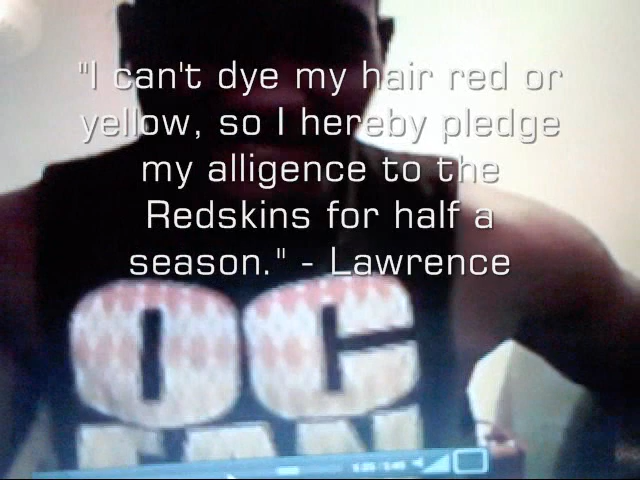 "I can't dye my hair red or
yellow, so I hereby pledge
my alligence to the
Redskins for half a
season." - Lawrence
OC